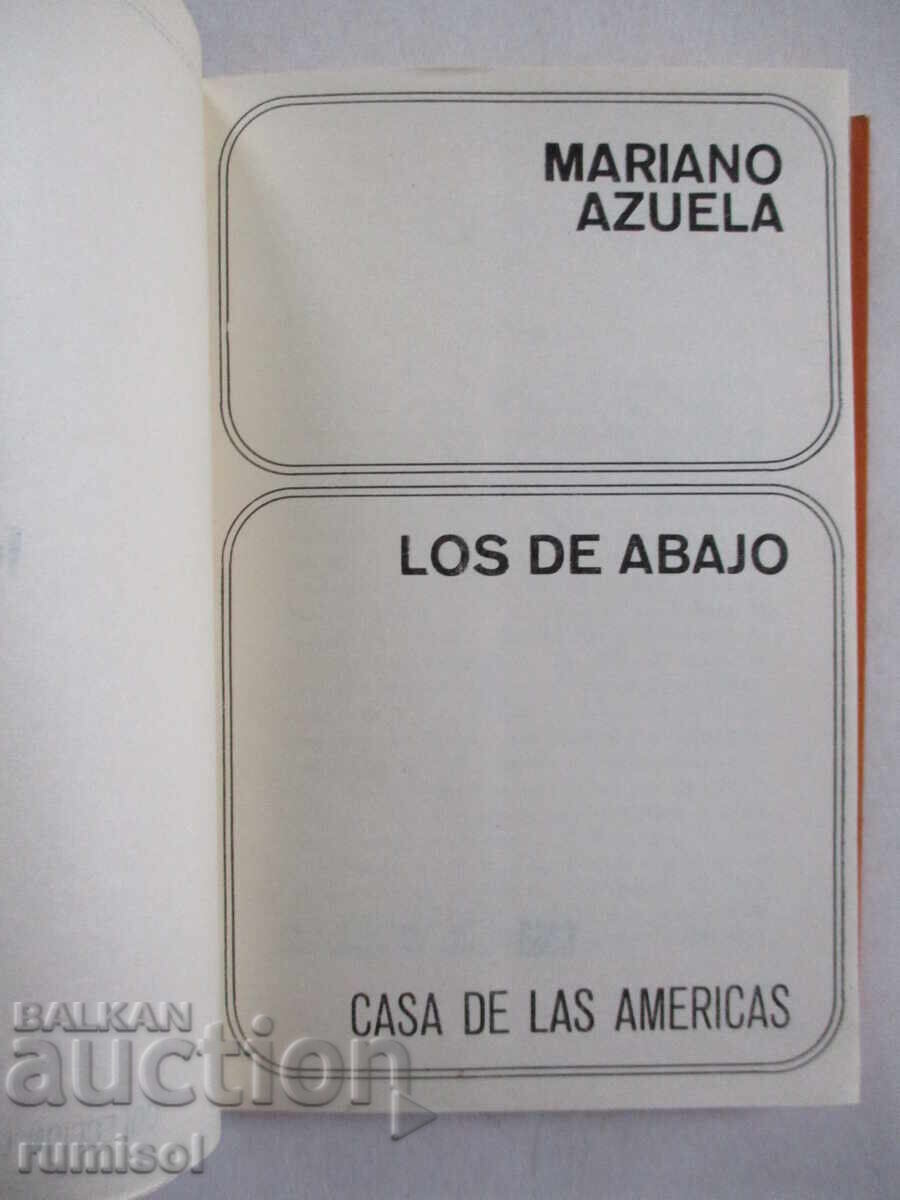 MARIANO
AZUELA
LOS DE ABAJO
CASA DE LAS AMERICAS
BALKAN
auction
rumisol